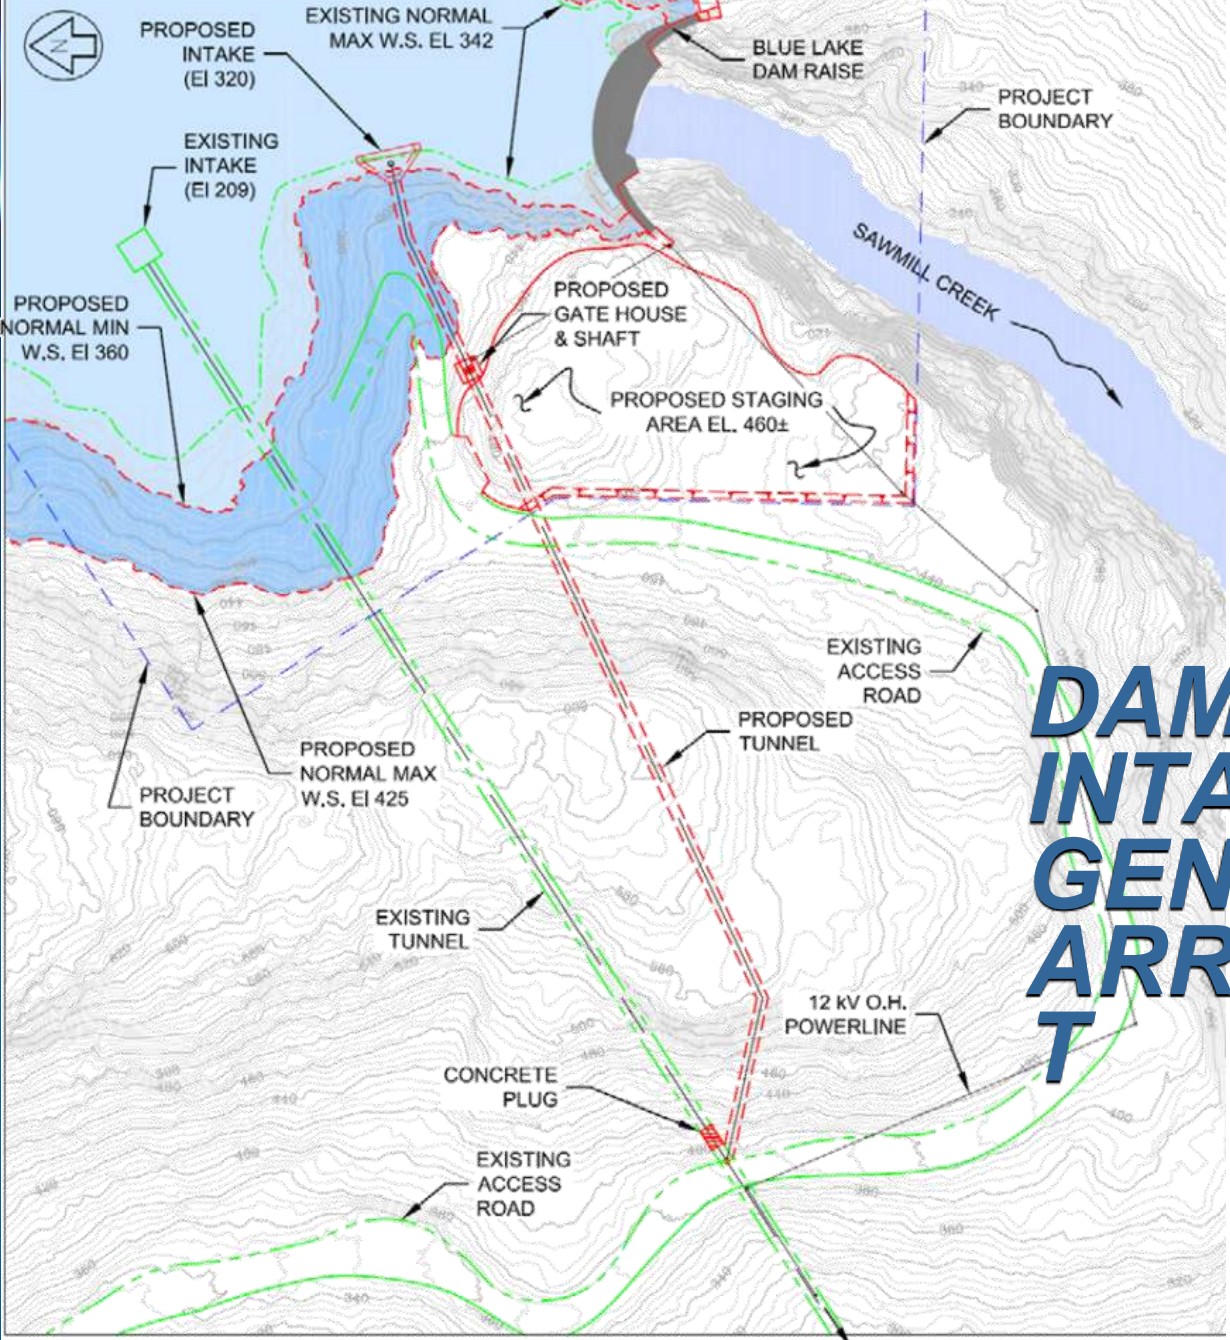 N
EXISTING NORMAL
MAX W.S. EL 342
PROPOSED
INTAKE
(El 320)
BLUE LAKE
DAM RAISE
PROJECT
BOUNDARY
EXISTING
INTAKE
(El 209)
SAWMILL CREEK
PROPOSED
NORMAL MIN
W.S. El 360
PROPOSED
GATE HOUSE
& SHAFT
PROPOSED STAGING
AREA EL. 460±
EXISTING
ACCESS
ROAD
PROPOSED
TUNNEL
PROPOSED
NORMAL MAX
W.S. El 425
PROJECT
BOUNDARY
DAM
INTA
GEN
ARR
T
EXISTING
TUNNEL
12 kV O.H.
POWERLINE
CONCRETE
PLUG
EXISTING
ACCESS
ROAD